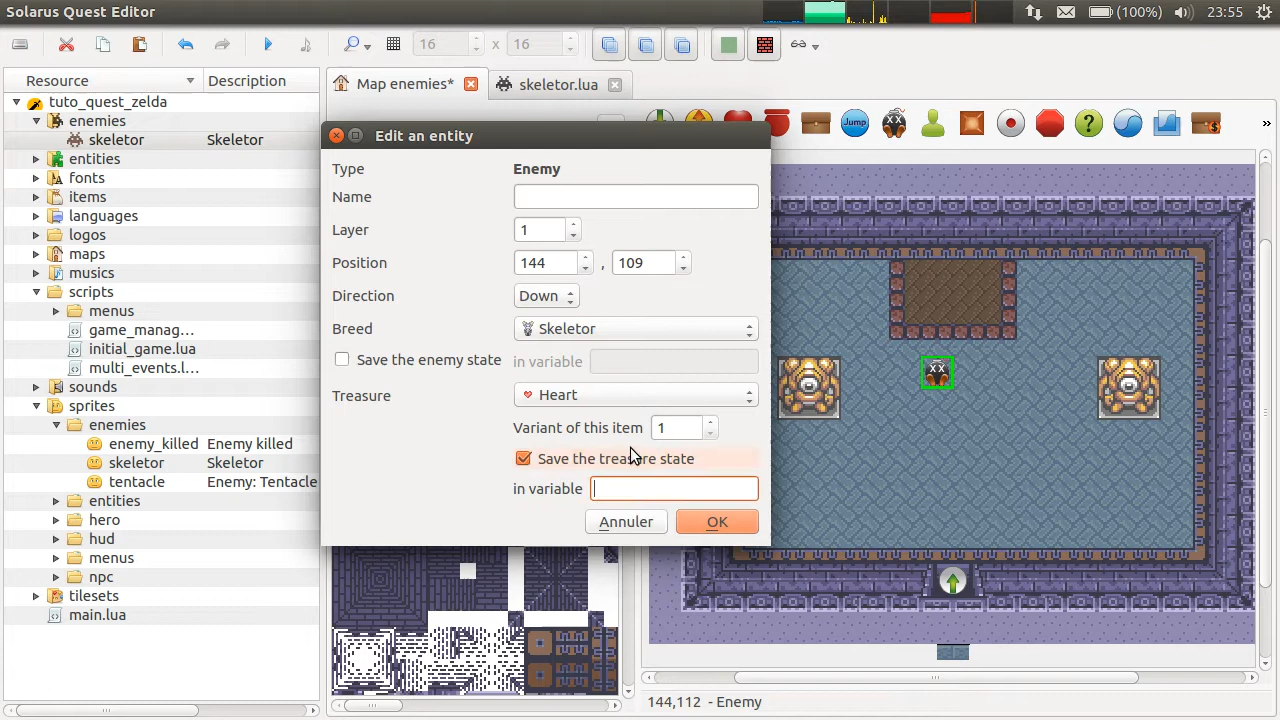 Solarus Quest Editor
(100%)
23:55
16 x 16
Resource Description
Map enemies*
skeletor.lua
tuto_quest_zelda
enemies
skeletor Skeletor
entities
fonts
items
languages
logos
maps
musics
scripts
menus
game_manag...
initial_game.lua
multi_events.l...
sounds
sprites
enemies
enemy_killed Enemy killed
skeletor Skeletor
tentacle Enemy: Tentacle
entities
hero
hud
menus
npc
tilesets
main.lua
Jump
?
»
Edit an entity
Type Enemy
Name
Layer 1
Position 144 , 109
Direction Down
Breed Skeletor
Save the enemy state in variable
Treasure Heart
Variant of this item 1
Save the treasure state
in variable
Annuler OK
144,112 - Enemy